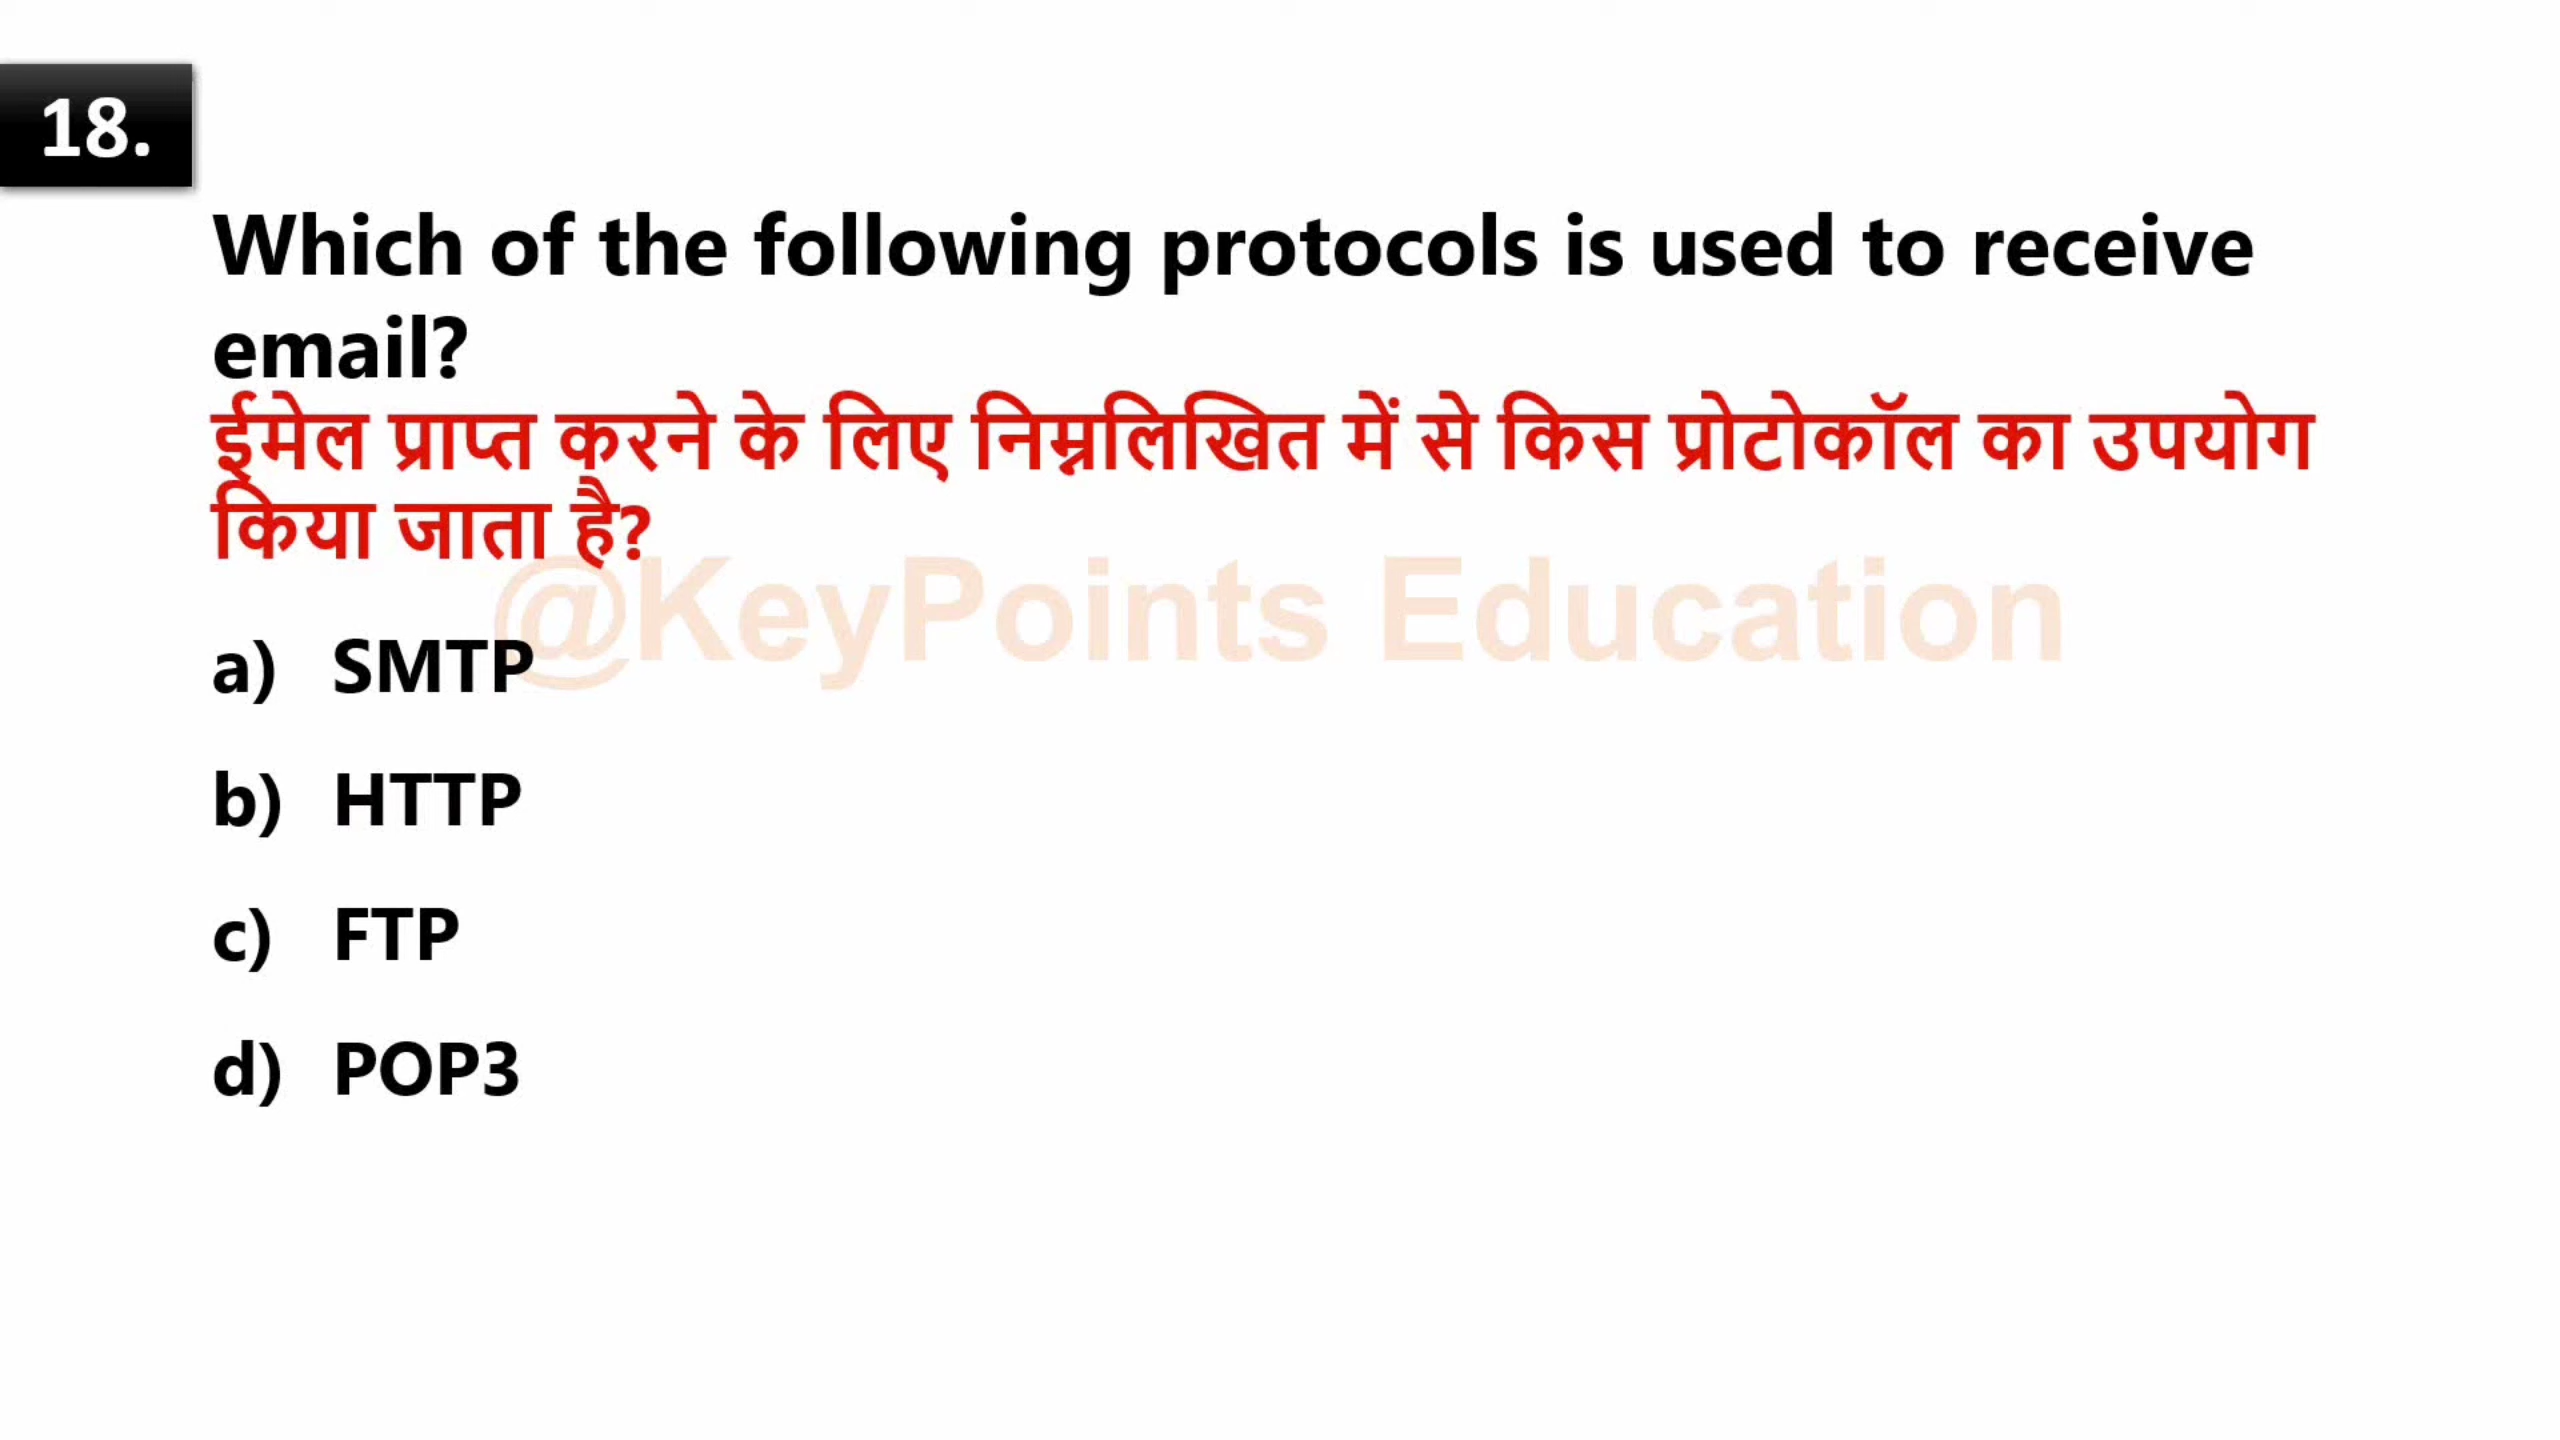 18.
Which of the following protocols is used to receive
email?
ईमेल प्राप्त करने के लिए निम्नलिखित में से किस प्रोटोकॉल का उपयोग
किया जाता है?
@KeyPoints Education
a) SMTP
b) HTTP
c) FTP
d) POP3